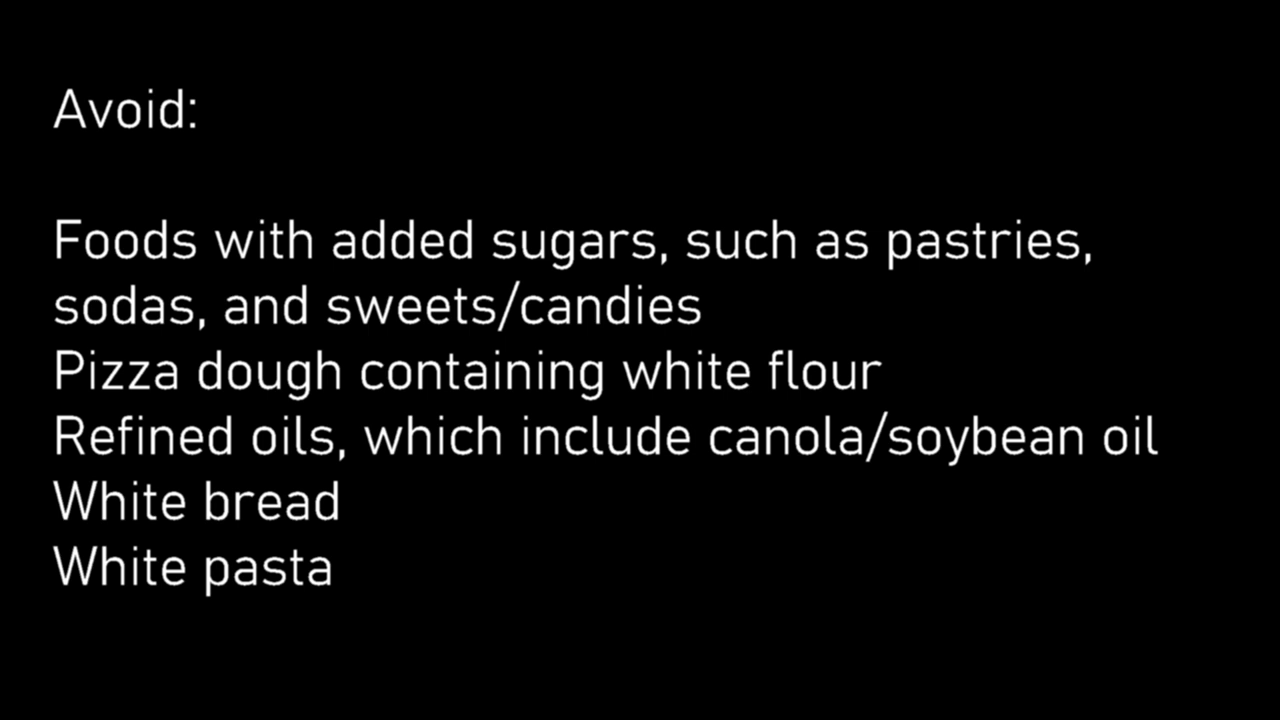 Avoid:
Foods with added sugars, such as pastries,
sodas, and sweets/candies
Pizza dough containing white flour
Refined oils, which include canola/soybean oil
White bread
White pasta